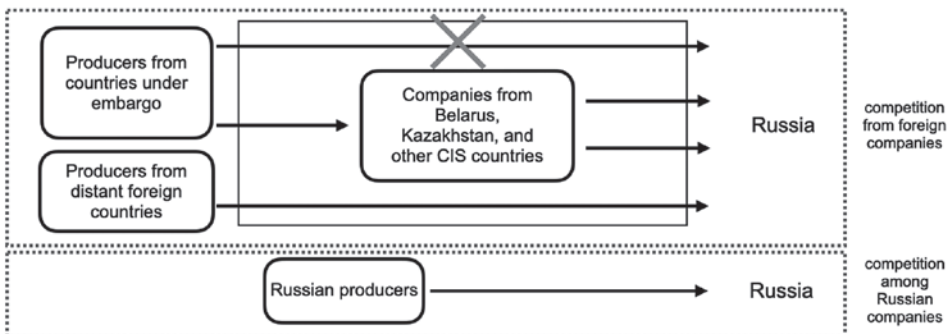 Producers from
countries under
embargo
Companies from
Belarus,
Kazakhstan, and
other CIS countries
Russia
competition
from foreign
companies
Producers from
distant foreign
countries
Russian producers
Russia
competition
among
Russian
companies